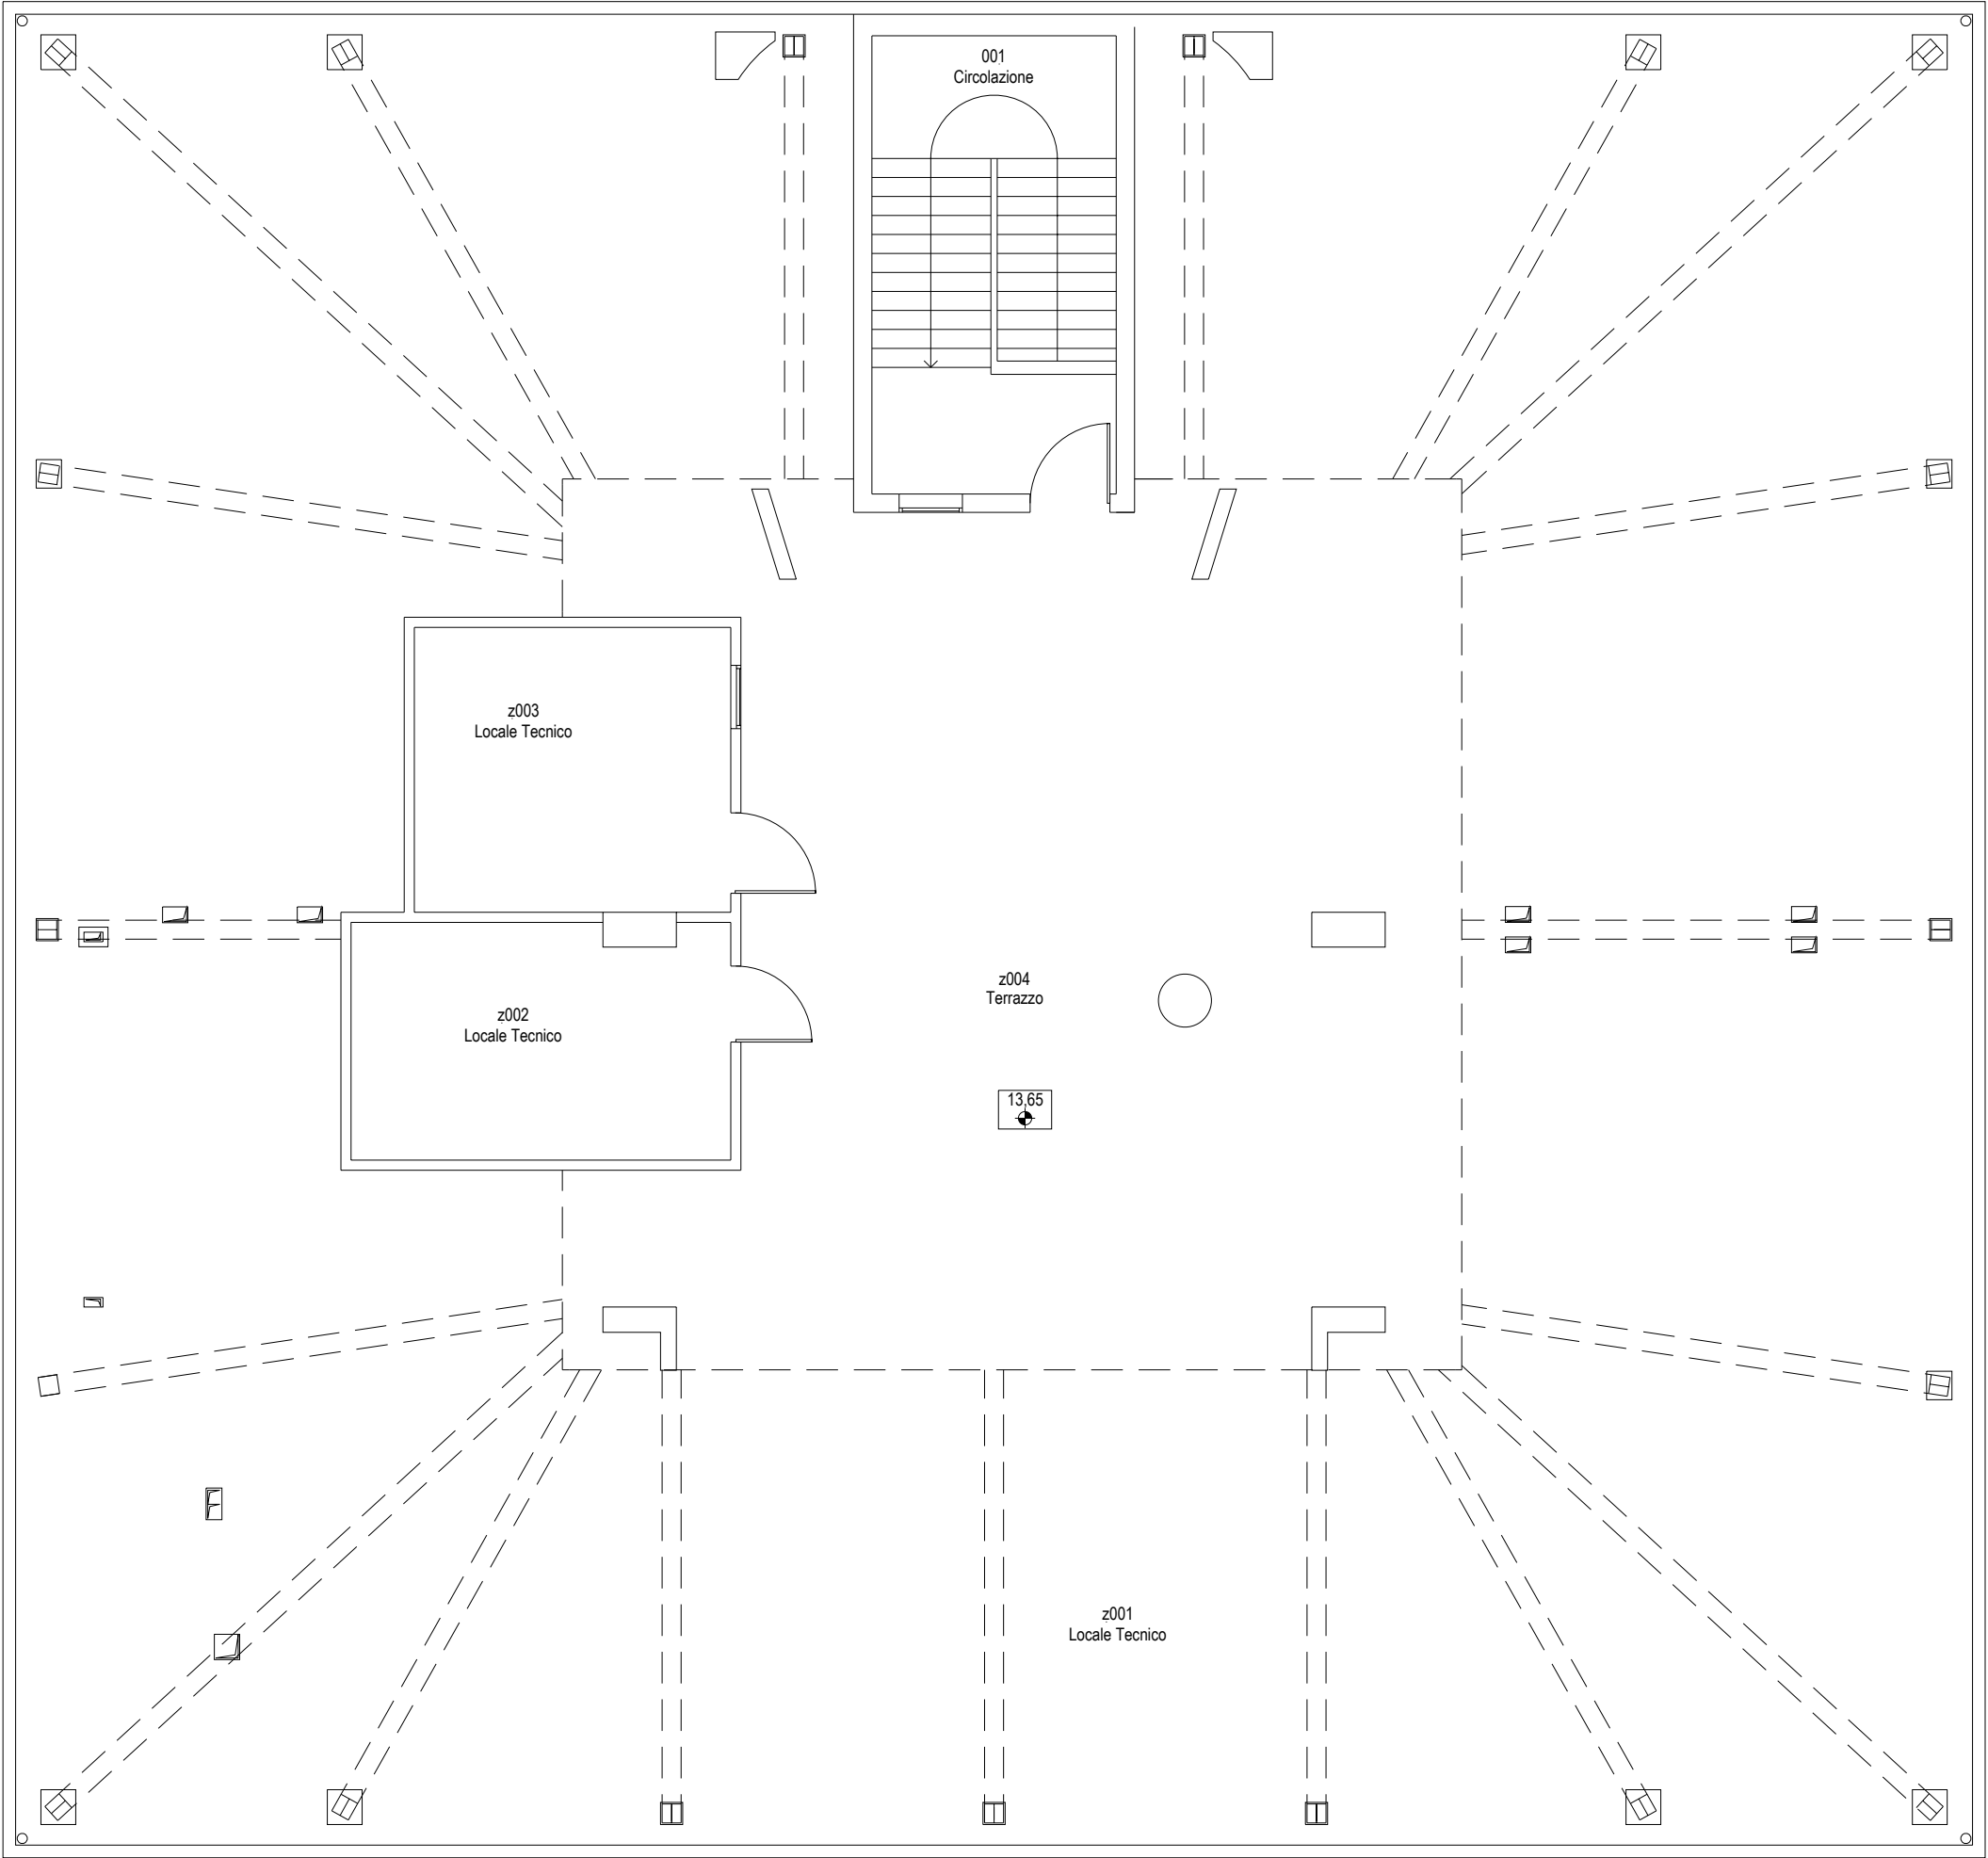 001
Circolazione
z003
Locale Tecnico
z004
Terrazzo
z002
Locale Tecnico
13,65
z001
Locale Tecnico